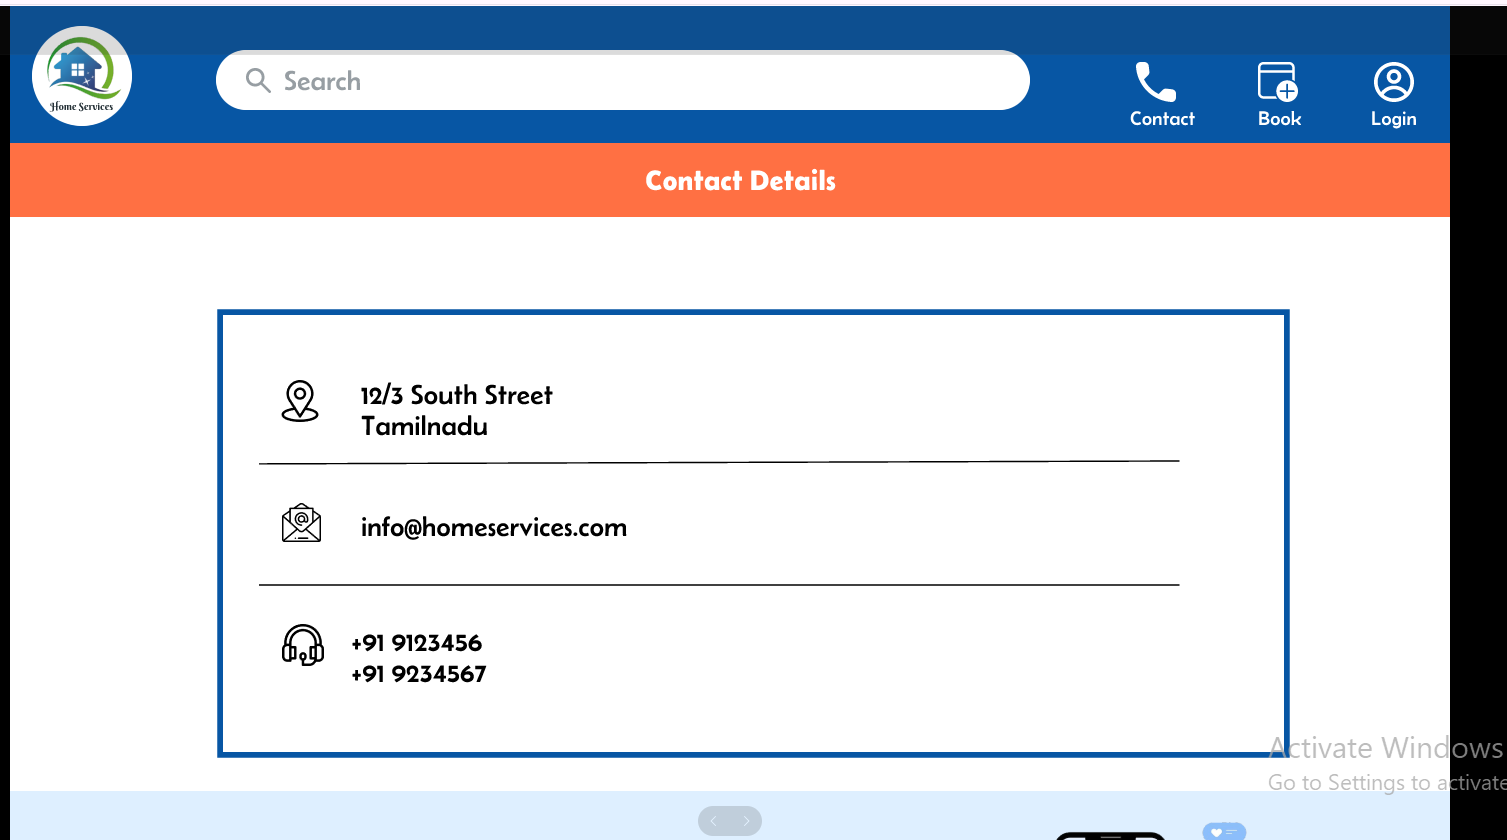 Home Services
Search
Contact
Book
Login
Contact Details
12/3 South Street
Tamilnadu
info@homeservices.com
+91 9123456
+91 9234567
Activate Windows
Go to Settings to activate